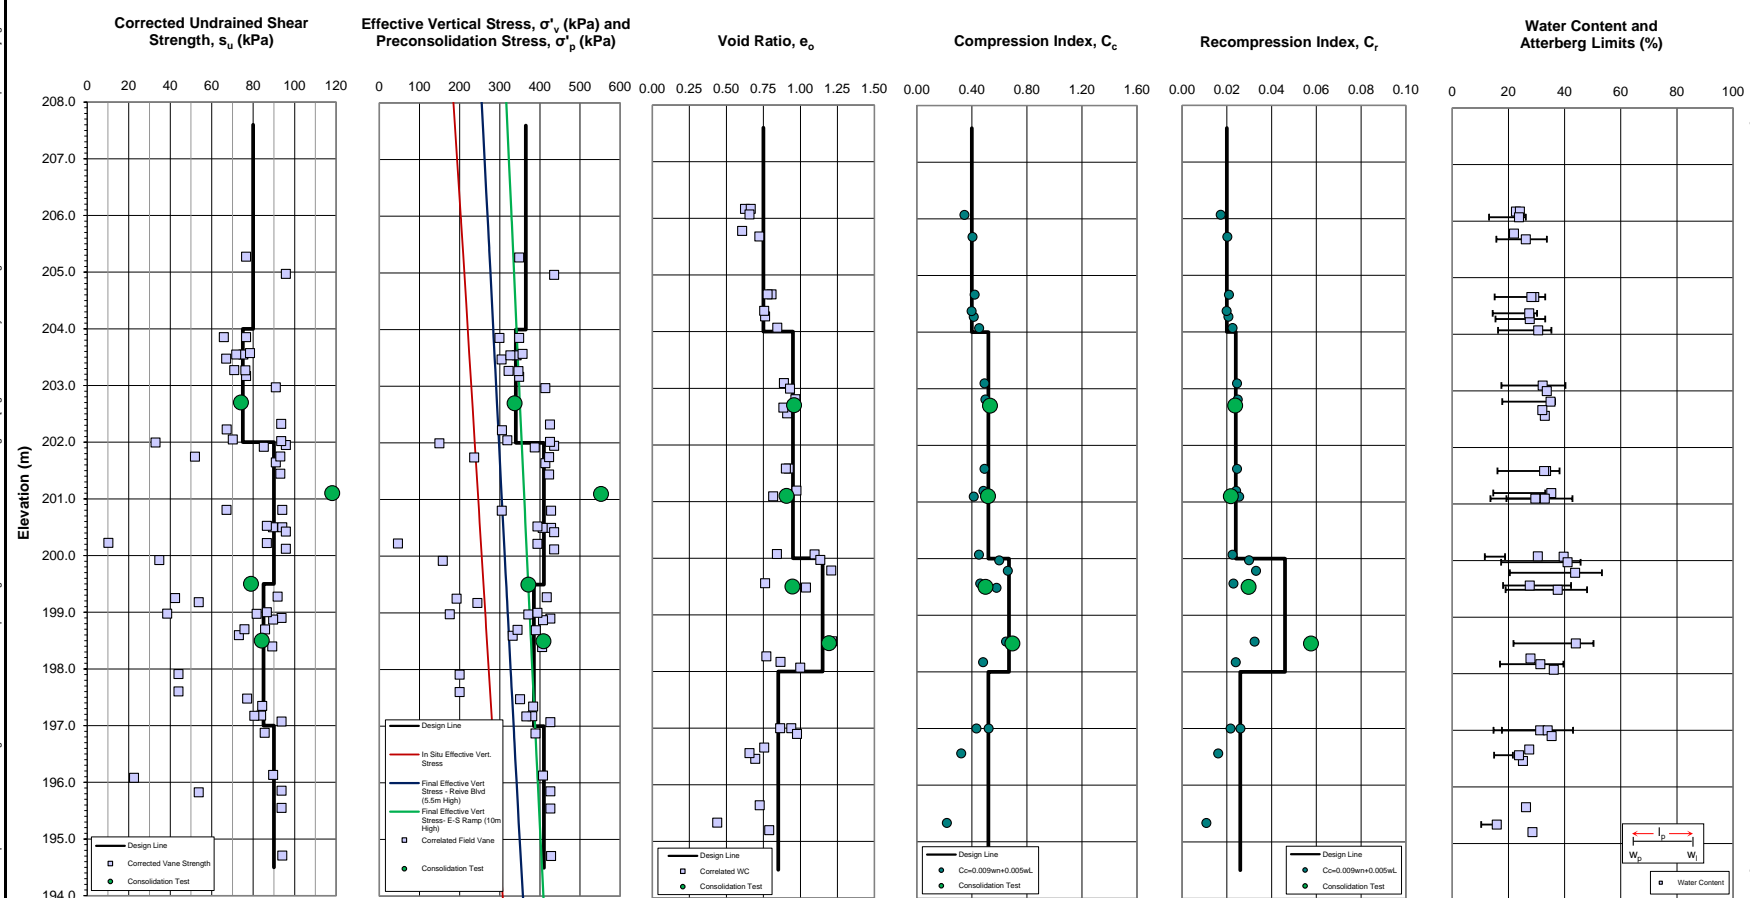 Corrected Undrained Shear
Strength, su (kPa)
Effective Vertical Stress, σ'v (kPa) and
Preconsolidation Stress, σ'p (kPa)
Void Ratio, eo
Compression Index, Cc
Recompression Index, Cr
Water Content and
Atterberg Limits (%)
0 20 40 60 80 100 120
0 100 200 300 400 500 600
0.00 0.25 0.50 0.75 1.00 1.25 1.50
0.00 0.40 0.80 1.20 1.60
0.00 0.02 0.04 0.06 0.08 0.10
0 20 40 60 80 100
208.0
207.0
206.0
205.0
204.0
203.0
202.0
201.0
200.0
199.0
198.0
197.0
196.0
195.0
194.0
Elevation (m)
Design Line
Corrected Vane Strength
Consolidation Test
Design Line
In Situ Effective Vert.
Stress
Final Effective Vert
Stress - Reive Blvd
(5.5m High)
Final Effective Vert
Stress- E-S Ramp (10m
High)
Correlated Field Vane
Consolidation Test
Design Line
Correlated WC
Consolidation Test
Design Line
Cc=0.009wn+0.005wL
Consolidation Test
Design Line
Cc=0.009wn+0.005wL
Consolidation Test
Ip
wp wl
Water Content